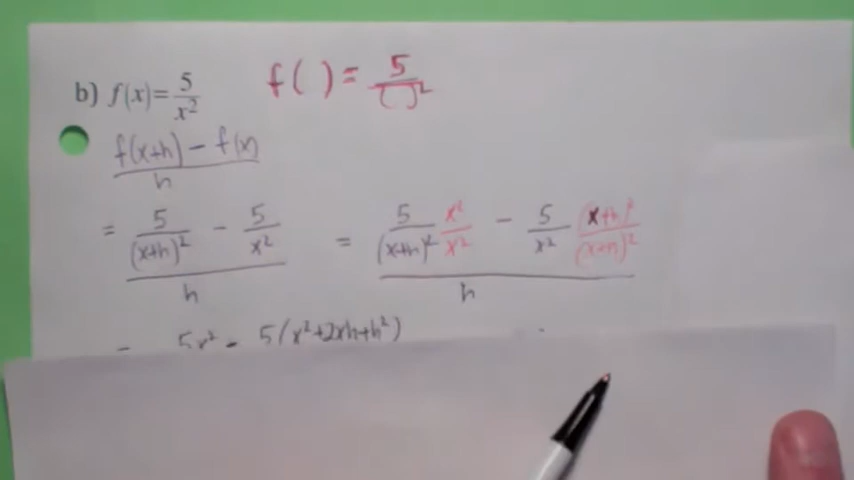 b) f(x)= 5/x² f( ) = 5/( )²
f(x+h) - f(x) / h
= 5/(x+h)² - 5/x² / h = 5/(x+h)² x²/x² - 5/x² (x+h)²/(x+h)² / h
= 5x² - 5(x²+2xh+h²)